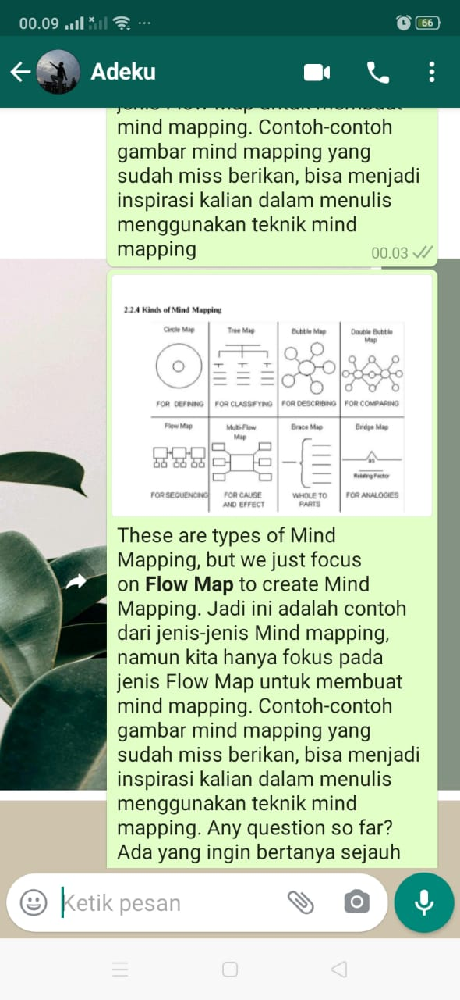 00.09
66
Adeku
mind mapping. Contoh-contoh
gambar mind mapping yang
sudah miss berikan, bisa menjadi
inspirasi kalian dalam menulis
menggunakan teknik mind
mapping
00.03
2.2.4 Kinds of Mind Mapping
Circle Map
Tree Map
Bubble Map
Double Bubble
Map
FOR DEFINING
FOR CLASSIFYING
FOR DESCRIBING
FOR COMPARING
Flow Map
Multi-Flow
Map
Brace Map
Bridge Map
as
Relating Factor
FOR SEQUENCING
FOR CAUSE
AND EFFECT
WHOLE TO
PARTS
FOR ANALOGIES
These are types of Mind
Mapping, but we just focus
on Flow Map to create Mind
Mapping. Jadi ini adalah contoh
dari jenis-jenis Mind mapping,
namun kita hanya fokus pada
jenis Flow Map untuk membuat
mind mapping. Contoh-contoh
gambar mind mapping yang
sudah miss berikan, bisa menjadi
inspirasi kalian dalam menulis
menggunakan teknik mind
mapping. Any question so far?
Ada yang ingin bertanya sejauh
Ketik pesan